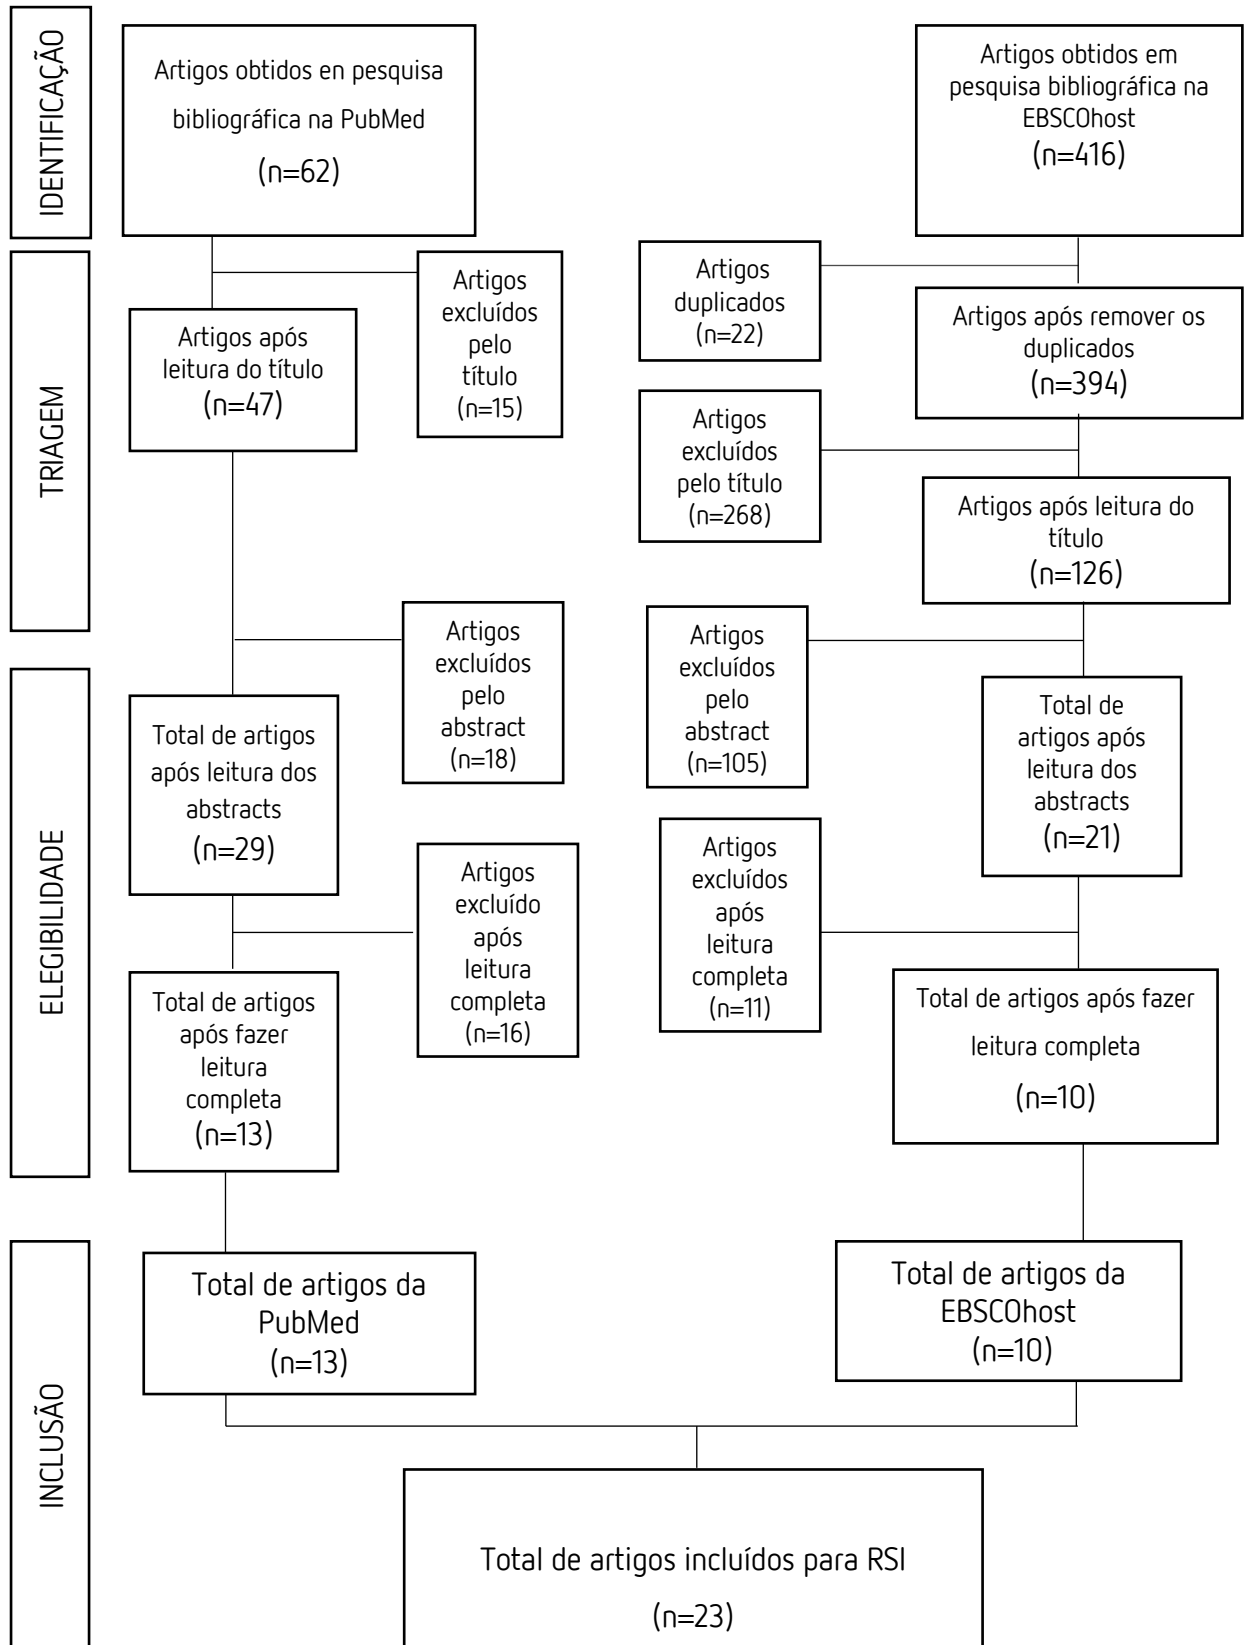 IDENTIFICAÇÃO
Artigos obtidos en pesquisa
bibliográfica na PubMed
(n=62)
Artigos obtidos em
pesquisa bibliográfica na
EBSCOhost
(n=416)
TRIAGEM
Artigos
excluídos
pelo
título
(n=15)
Artigos após
leitura do título
(n=47)
Artigos
duplicados
(n=22)
Artigos após remover os
duplicados
(n=394)
Artigos
excluídos
pelo título
(n=268)
Artigos após leitura do
título
(n=126)
Artigos
excluídos
pelo
abstract
(n=18)
Artigos
excluídos
pelo
abstract
(n=105)
ELEGIBILIDADE
Total de artigos
após leitura dos
abstracts
(n=29)
Total de
artigos após
leitura dos
abstracts
(n=21)
Artigos
excluído
após
leitura
completa
(n=16)
Artigos
excluídos
após
leitura
completa
(n=11)
Total de artigos
após fazer
leitura
completa
(n=13)
Total de artigos após fazer
leitura completa
(n=10)
INCLUSÃO
Total de artigos da
PubMed
(n=13)
Total de artigos da
EBSCOhost
(n=10)
Total de artigos incluídos para RSI
(n=23)